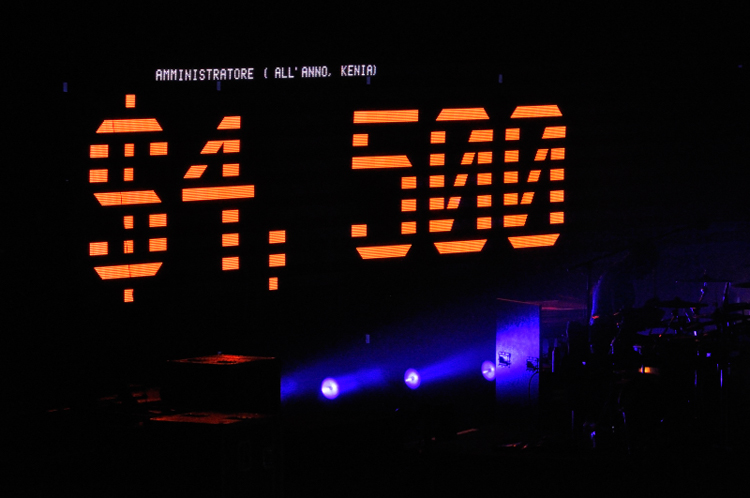 AMMINISTRATORE ( ALL'ANNO, KENIA)
$4,500